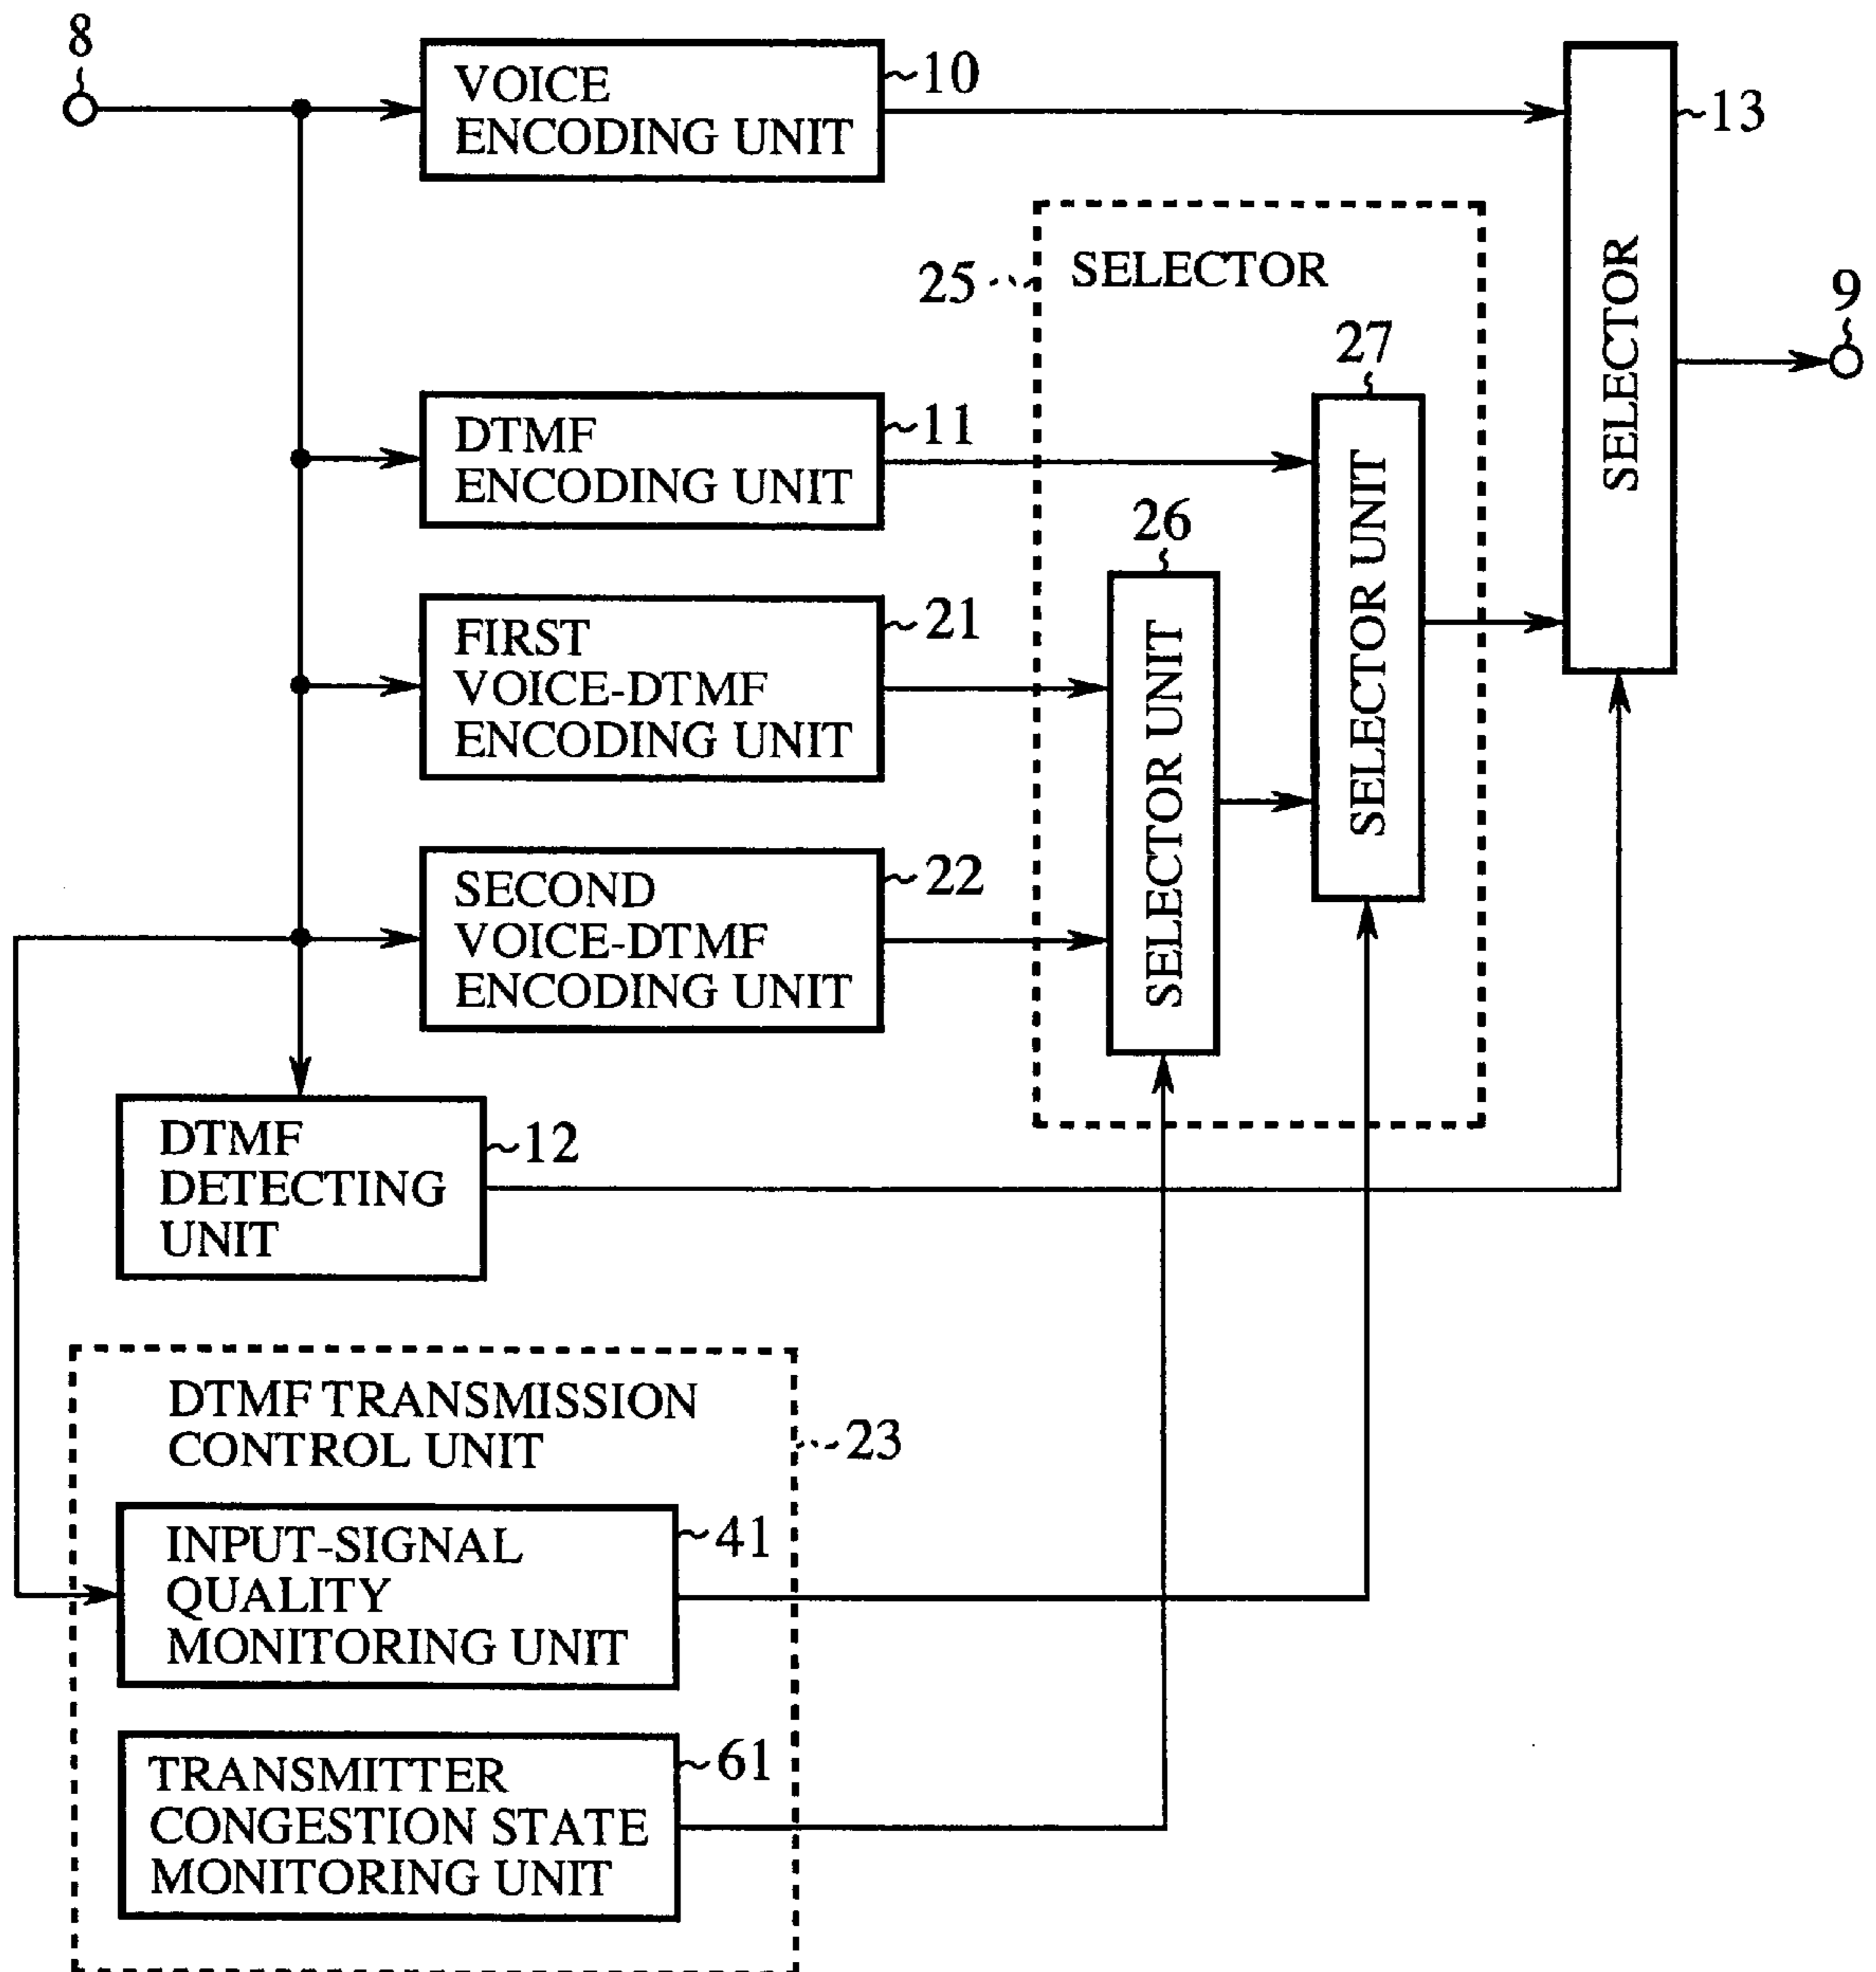 8
VOICE
ENCODING UNIT
10
13
SELECTOR
25
SELECTOR
9
27
DTMF
ENCODING UNIT
11
SELECTOR UNIT
26
FIRST
VOICE-DTMF
ENCODING UNIT
21
SELECTOR UNIT
SECOND
VOICE-DTMF
ENCODING UNIT
22
DTMF
DETECTING
UNIT
12
DTMF TRANSMISSION
CONTROL UNIT
23
INPUT-SIGNAL
QUALITY
MONITORING UNIT
41
TRANSMITTER
CONGESTION STATE
MONITORING UNIT
61